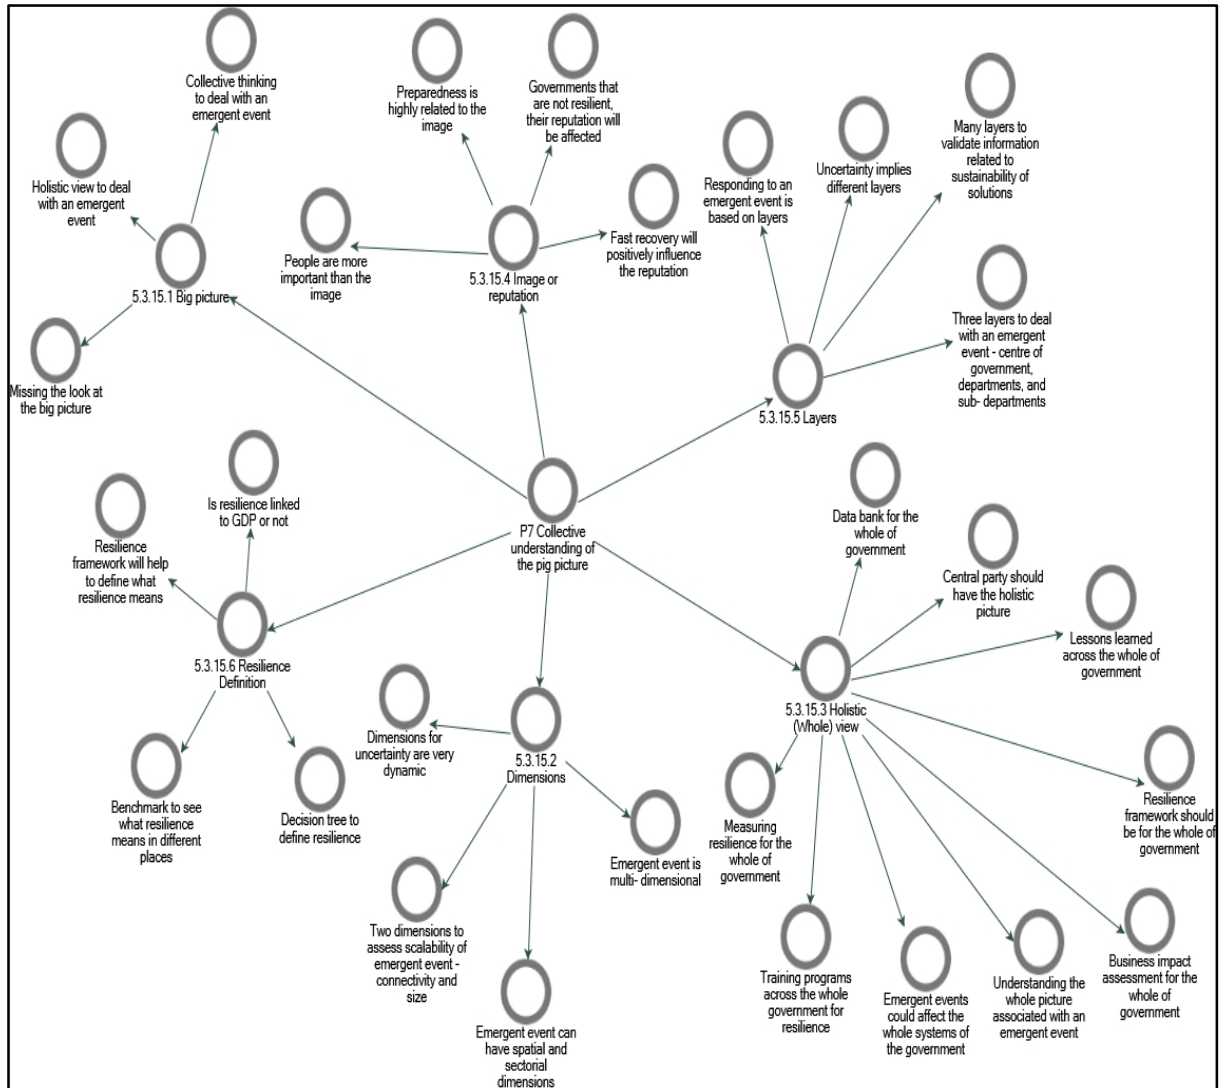 Collective thinking
to deal with an
emergent event
Holistic view to deal
with an emergent
event
5.3.15.1 Big picture
Missing the look at
the big picture
Preparedness is
highly related to the
image
Governments that
are not resilient,
their reputation will
be affected
People are more
important than the
image
5.3.15.4 Image or
reputation
Fast recovery will
positively influence
the reputation
Responding to an
emergent event is
based on layers
Uncertainty implies
different layers
Many layers to
validate information
related to
sustainability of
solutions
Three layers to deal
with an emergent
event - centre of
government,
departments, and
sub- departments
5.3.15.5 Layers
P7 Collective
understanding of
the pig picture
Is resilience linked
to GDP or not
Resilience
framework will help
to define what
resilience means
5.3.15.6 Resilience
Definition
Benchmark to see
what resilience
means in different
places
Decision tree to
define resilience
Dimensions for
uncertainty are very
dynamic
5.3.15.2
Dimensions
Emergent event is
multi- dimensional
Two dimensions to
assess scalability of
emergent event -
connectivity and
size
Emergent event can
have spatial and
sectorial
dimensions
Data bank for the
whole of
government
Central party should
have the holistic
picture
Lessons learned
across the whole of
government
5.3.15.3 Holistic
(Whole) view
Resilience
framework should
be for the whole of
government
Measuring
resilience for the
whole of
government
Training programs
across the whole
government for
resilience
Emergent events
could affect the
whole systems of
the government
Understanding the
whole picture
associated with an
emergent event
Business impact
assessment for the
whole of
government